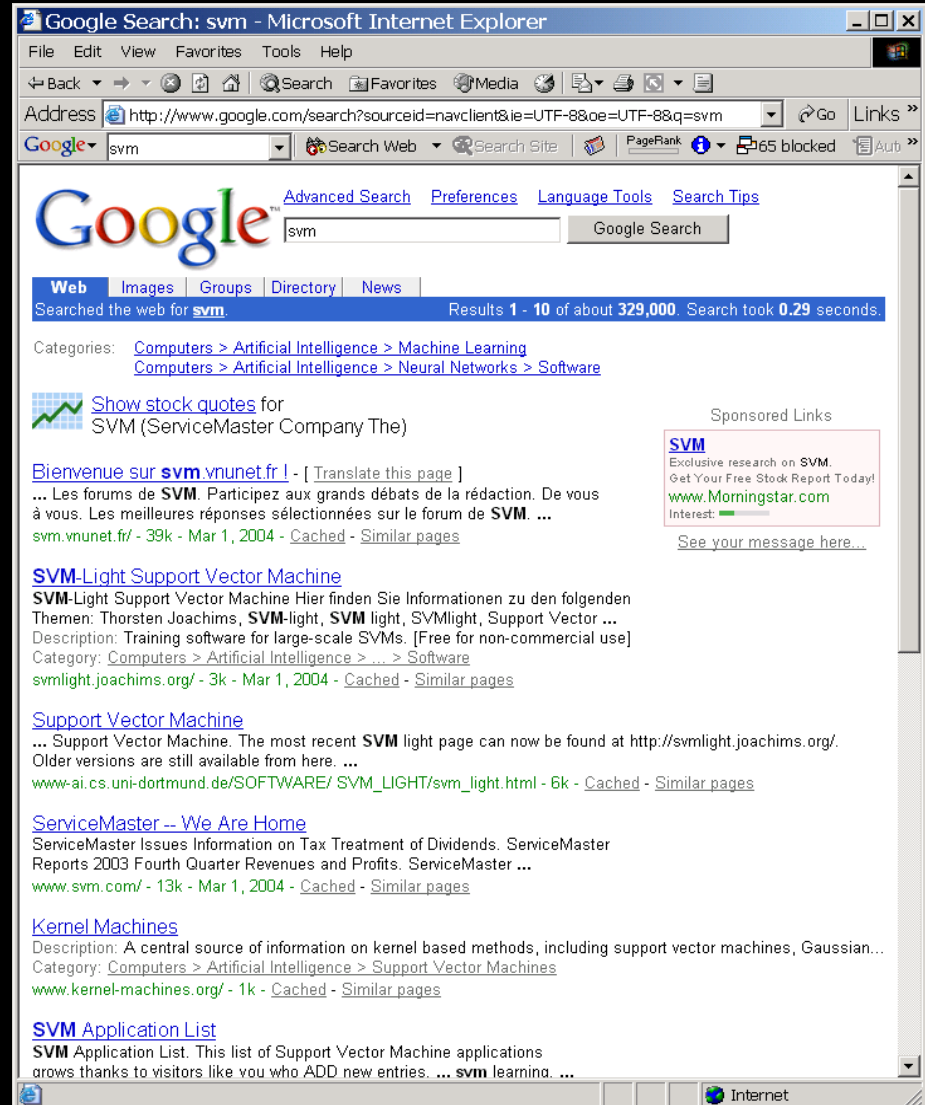 Google Search: svm - Microsoft Internet Explorer
File Edit View Favorites Tools Help
Back Search Favorites Media
Address http://www.google.com/search?sourceid=navclient&ie=UTF-8&oe=UTF-8&q=svm Go Links »
Google svm Search Web Search Site PageRank 65 blocked Aut »
Google™
Advanced Search Preferences Language Tools Search Tips
svm Google Search
Web Images Groups Directory News
Searched the web for svm. Results 1 - 10 of about 329,000. Search took 0.29 seconds.
Categories: Computers > Artificial Intelligence > Machine Learning
Computers > Artificial Intelligence > Neural Networks > Software
Show stock quotes for
SVM (ServiceMaster Company The)
Sponsored Links
SVM
Exclusive research on SVM.
Get Your Free Stock Report Today!
www.Morningstar.com
Interest:
See your message here...
Bienvenue sur svm.vnunet.fr ! - [ Translate this page ]
... Les forums de SVM. Participez aux grands débats de la rédaction. De vous
à vous. Les meilleures réponses sélectionnées sur le forum de SVM. ...
svm.vnunet.fr/ - 39k - Mar 1, 2004 - Cached - Similar pages
SVM-Light Support Vector Machine
SVM-Light Support Vector Machine Hier finden Sie Informationen zu den folgenden
Themen: Thorsten Joachims, SVM-light, SVM light, SVMlight, Support Vector ...
Description: Training software for large-scale SVMs. [Free for non-commercial use]
Category: Computers > Artificial Intelligence > ... > Software
svmlight.joachims.org/ - 3k - Mar 1, 2004 - Cached - Similar pages
Support Vector Machine
... Support Vector Machine. The most recent SVM light page can now be found at http://svmlight.joachims.org/.
Older versions are still available from here. ...
www-ai.cs.uni-dortmund.de/SOFTWARE/ SVM_LIGHT/svm_light.html - 6k - Cached - Similar pages
ServiceMaster -- We Are Home
ServiceMaster Issues Information on Tax Treatment of Dividends. ServiceMaster
Reports 2003 Fourth Quarter Revenues and Profits. ServiceMaster ...
www.svm.com/ - 13k - Mar 1, 2004 - Cached - Similar pages
Kernel Machines
Description: A central source of information on kernel based methods, including support vector machines, Gaussian...
Category: Computers > Artificial Intelligence > Support Vector Machines
www.kernel-machines.org/ - 1k - Cached - Similar pages
SVM Application List
SVM Application List. This list of Support Vector Machine applications
grows thanks to visitors like you who ADD new entries. ... svm learning. ...
Internet